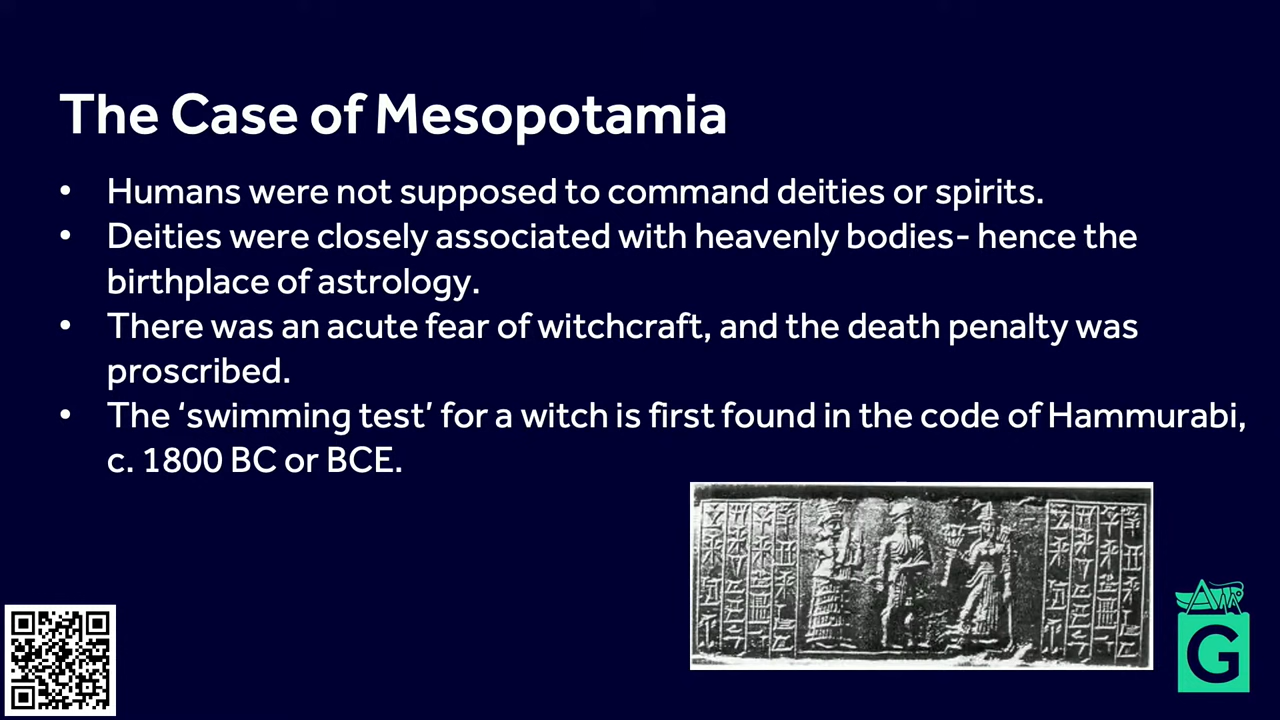 The Case of Mesopotamia
• Humans were not supposed to command deities or spirits.
• Deities were closely associated with heavenly bodies- hence the
birthplace of astrology.
• There was an acute fear of witchcraft, and the death penalty was
proscribed.
• The ‘swimming test’ for a witch is first found in the code of Hammurabi,
c. 1800 BC or BCE.
G